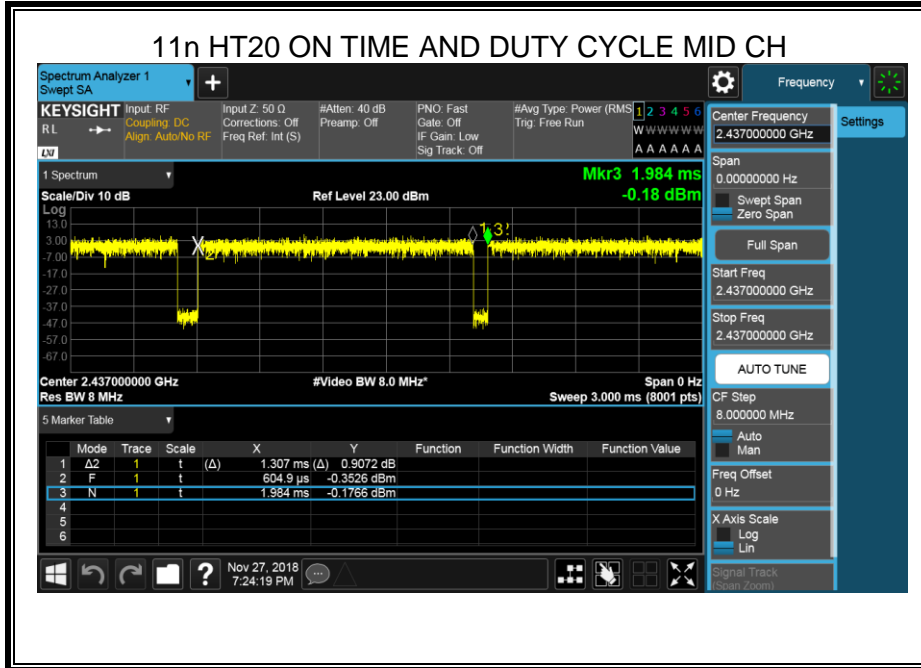 11n HT20 ON TIME AND DUTY CYCLE MID CH
Spectrum Analyzer 1
Swept SA
+
Frequency
KEYSIGHT
RL
LXI
Input: RF
Coupling: DC
Align: Auto/No RF
Input Z: 50 Ω
Corrections: Off
Freq Ref: Int (S)
#Atten: 40 dB
Preamp: Off
PNO: Fast
Gate: Off
IF Gain: Low
Sig Track: Off
#Avg Type: Power (RMS
Trig: Free Run
1 2 3 4 5 6
W W W W W W
A A A A A A
Center Frequency
2.437000000 GHz
Settings
Span
0.00000000 Hz
Swept Span
Zero Span
Full Span
Start Freq
2.437000000 GHz
Stop Freq
2.437000000 GHz
AUTO TUNE
CF Step
8.000000 MHz
Auto
Man
Freq Offset
0 Hz
X Axis Scale
Log
Lin
Signal Track
(Span Zoom)
1 Spectrum
Mkr3 1.984 ms
Scale/Div 10 dB
Ref Level 23.00 dBm
-0.18 dBm
Log
13.0
3.00
-7.00
-17.0
-27.0
-37.0
-47.0
-57.0
-67.0
Center 2.437000000 GHz
#Video BW 8.0 MHz*
Span 0 Hz
Res BW 8 MHz
Sweep 3.000 ms (8001 pts)
5 Marker Table
Mode Trace Scale X Y Function Function Width Function Value
1 Δ2 1 t (Δ) 1.307 ms (Δ) 0.9072 dB
2 F 1 t 604.9 µs -0.3526 dBm
3 N 1 t 1.984 ms -0.1766 dBm
4
5
6
?
Nov 27, 2018
7:24:19 PM